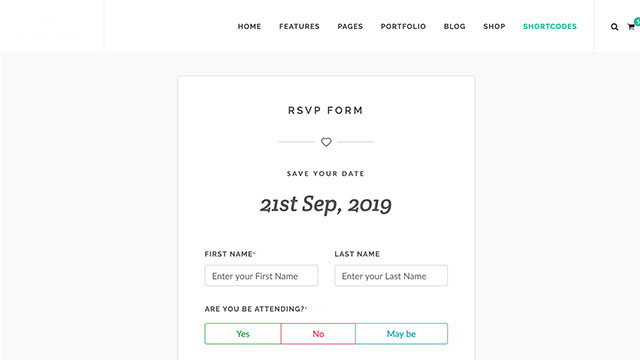 HOME FEATURES PAGES PORTFOLIO BLOG SHOP SHORTCODES
RSVP FORM
SAVE YOUR DATE
21st Sep, 2019
FIRST NAME* LAST NAME
Enter your First Name Enter your Last Name
ARE YOU BE ATTENDING?*
Yes No May be